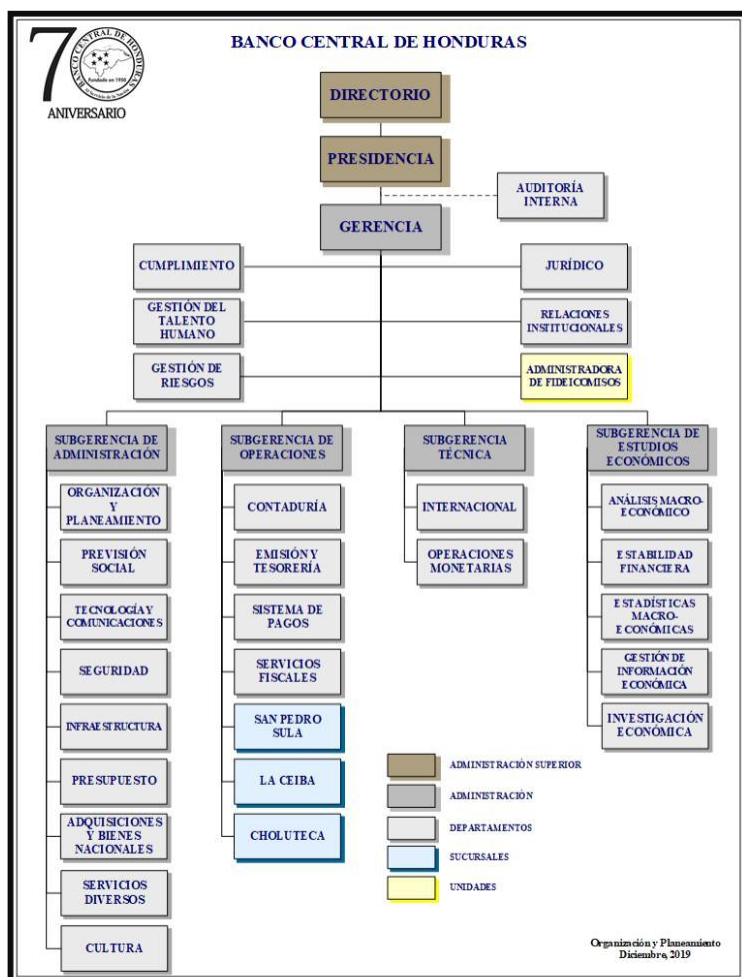 70
BANCO CENTRAL DE HONDURAS
Fundado en 1950
ANIVERSARIO
BANCO CENTRAL DE HONDURAS
DIRECTORIO
PRESIDENCIA
AUDITORÍA
INTERNA
GERENCIA
CUMPLIMIENTO
JURÍDICO
GESTIÓN DEL
TALENTO
HUMANO
RELACIONES
INSTITUCIONALES
GESTIÓN DE
RIESGOS
ADMINISTRADORA
DE FIDEICOMISOS
SUBGERENCIA DE
ADMINISTRACIÓN
SUBGERENCIA DE
OPERACIONES
SUBGERENCIA
TÉCNICA
SUBGERENCIA DE
ESTUDIOS
ECONÓMICOS
ORGANIZACIÓN
Y
PLANEAMIENTO
PREVISIÓN
SOCIAL
TECNOLOGÍA Y
COMUNICACIONES
SEGURIDAD
INFRAESTRUCTURA
PRESUPUESTO
ADQUISICIONES
Y BIENES
NACIONALES
SERVICIOS
DIVERSOS
CULTURA
CONTADURÍA
EMISIÓN Y
TESORERÍA
SISTEMA DE
PAGOS
SERVICIOS
FISCALES
SAN PEDRO
SULA
LA CEIBA
CHOLUTECA
INTERNACIONAL
OPERACIONES
MONETARIAS
ANÁLISIS MACRO-
ECONÓMICO
ESTABILIDAD
FINANCIERA
ESTADÍSTICAS
MACRO-
ECONÓMICAS
GESTIÓN DE
INFORMACIÓN
ECONÓMICA
INVESTIGACIÓN
ECONÓMICA
ADMINISTRACIÓN SUPERIOR
ADMINISTRACIÓN
DEPARTAMENTOS
SUCURSALES
UNIDADES
Organización y Planeamiento
Diciembre, 2019